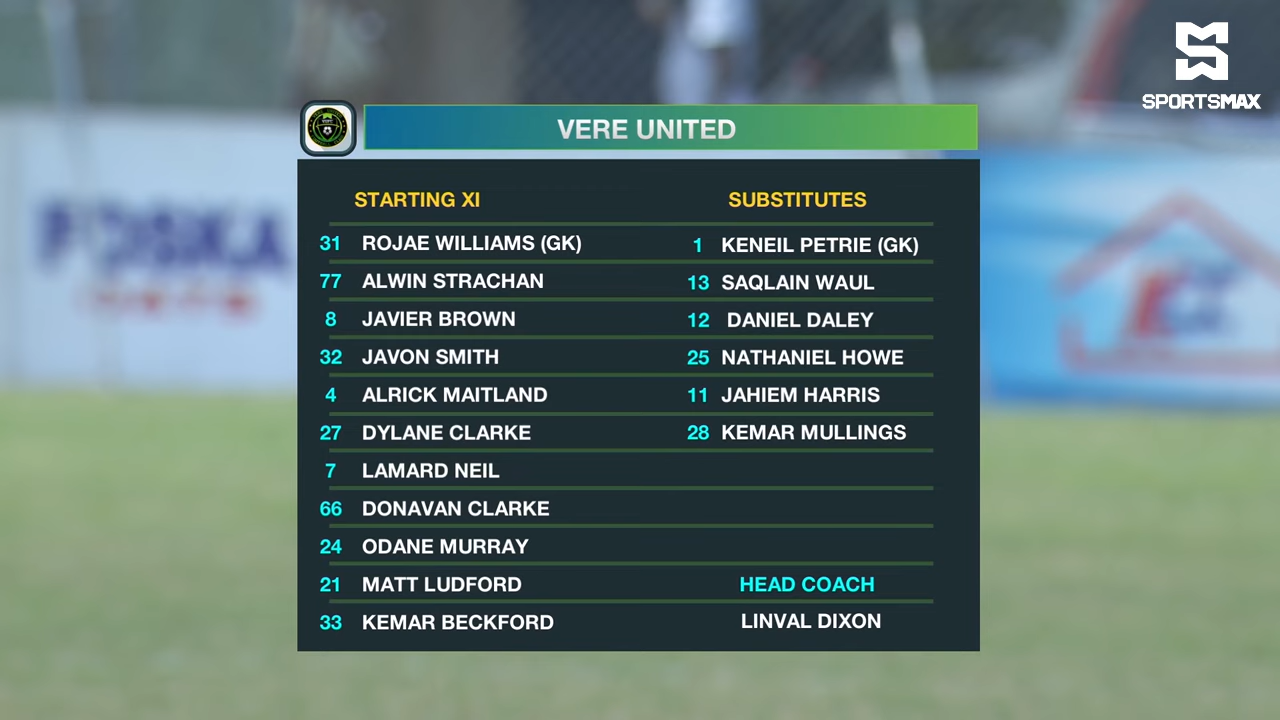 SPORTSMAX
VERE UNITED
STARTING XI
31 ROJAE WILLIAMS (GK)
77 ALWIN STRACHAN
8 JAVIER BROWN
32 JAVON SMITH
4 ALRICK MAITLAND
27 DYLANE CLARKE
7 LAMARD NEIL
66 DONAVAN CLARKE
24 ODANE MURRAY
21 MATT LUDFORD
33 KEMAR BECKFORD
SUBSTITUTES
1 KENEIL PETRIE (GK)
13 SAQLAIN WAUL
12 DANIEL DALEY
25 NATHANIEL HOWE
11 JAHIEM HARRIS
28 KEMAR MULLINGS
HEAD COACH
LINVAL DIXON